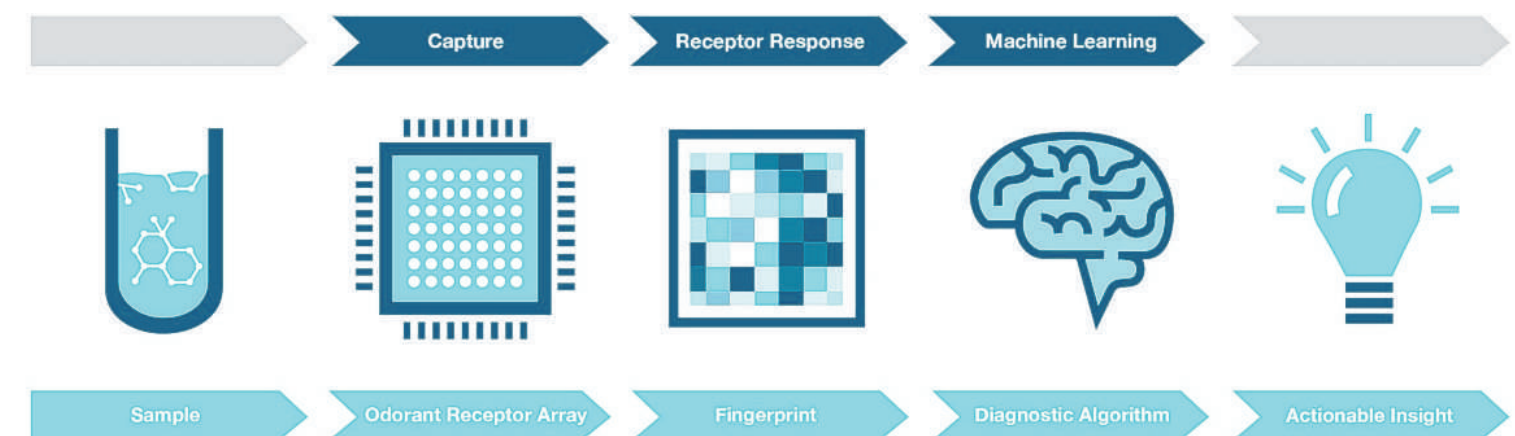 Capture
Receptor Response
Machine Learning
Sample
Odorant Receptor Array
Fingerprint
Diagnostic Algorithm
Actionable Insight